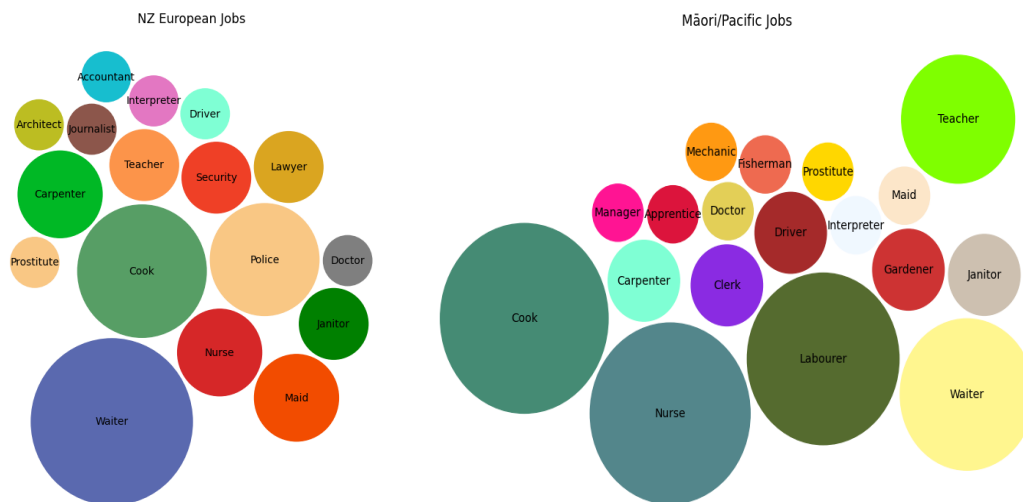 NZ European Jobs
Accountant
Interpreter
Driver
Architect
Journalist
Teacher
Security
Lawyer
Carpenter
Prostitute
Cook
Police
Doctor
Janitor
Nurse
Maid
Waiter
Māori/Pacific Jobs
Teacher
Mechanic
Fisherman
Prostitute
Maid
Manager
Apprentice
Doctor
Driver
Interpreter
Gardener
Janitor
Carpenter
Clerk
Cook
Labourer
Waiter
Nurse